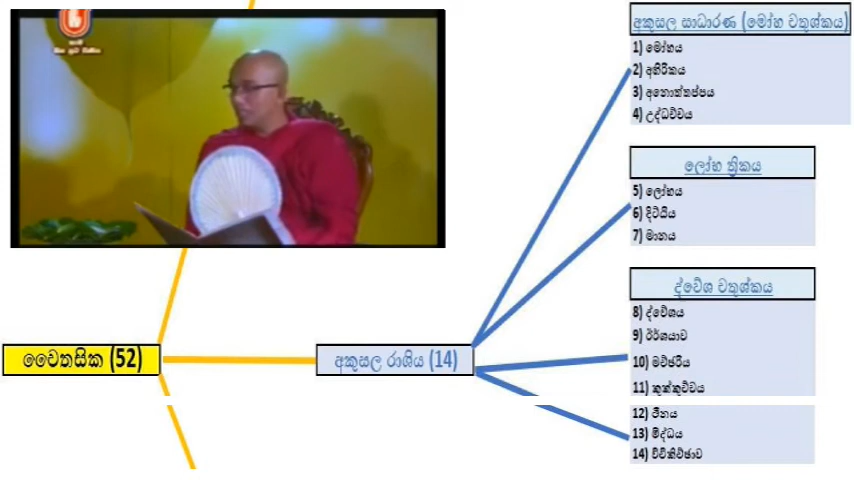 අකුසල සාධාරණ (මෝහ චතුශ්කය)
1) මෝහය
2) අහිරිකය
3) අනොත්තප්පය
4) උද්ධච්චය
ලෝභ ත්‍රිකය
5) ලෝභය
6) දිට්ඨිය
7) මානය
ද්වේශ චතුශ්කය
8) ද්වේශය
9) ඊර්ශයාව
10) මච්ඡරිය
11) කුක්කුච්චය
චෛතසික (52)
අකුසල රාශිය (14)
12) ථීනය
13) මිද්ධය
14) විචිකිච්ඡාව